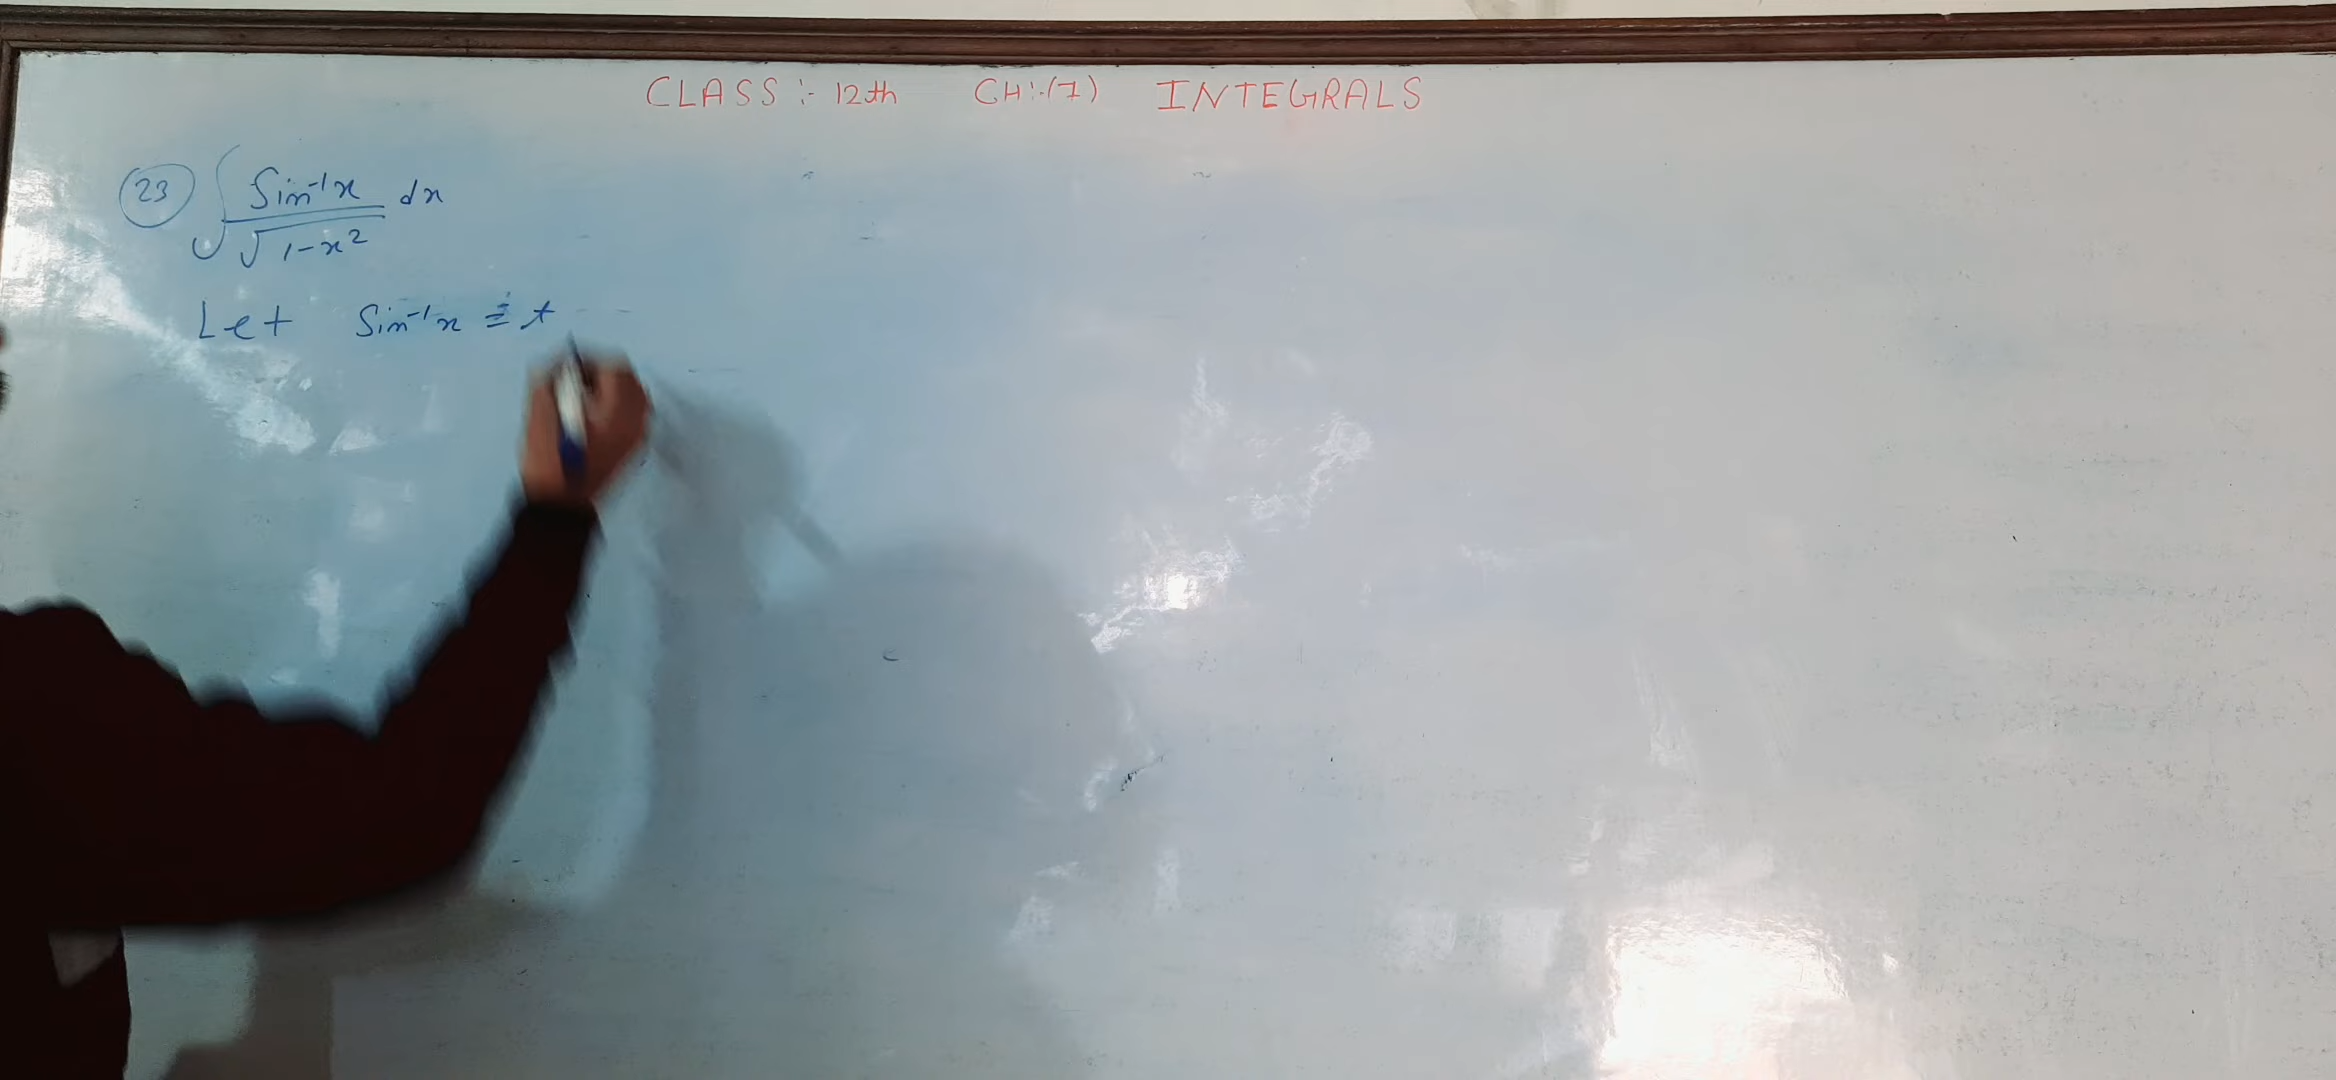 CLASS :- 12th CH:-(7) INTEGRALS
(23) ∫ Sin⁻¹x / √1-x² dx
Let Sin⁻¹x = t